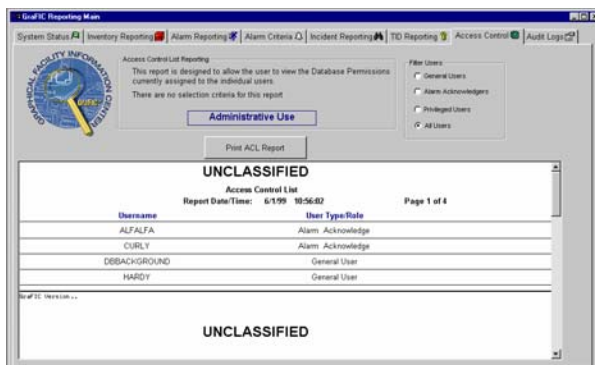 GraFIC Reporting Main
System Status Inventory Reporting Alarm Reporting Alarm Criteria Incident Reporting TID Reporting Access Control Audit Logs
GRAPHICAL FACILITY INFORMATION CENTER
GraFIC
Access Control List Reporting
This report is designed to allow the user to view the Database Permissions
currently assigned to the individual users.
There are no selection criteria for this report
Administrative Use
Filter Users:
General Users
Alarm Acknowledgers
Privileged Users
All Users
Print ACL Report
UNCLASSIFIED
Access Control List
Report Date/Time: 6/1/99 10:56:02 Page 1 of 4
Username User Type/Role
ALFALFA Alarm Acknowledge
CURLY Alarm Acknowledge
DBBACKGROUND General User
HARDY General User
GraFIC Version..
UNCLASSIFIED